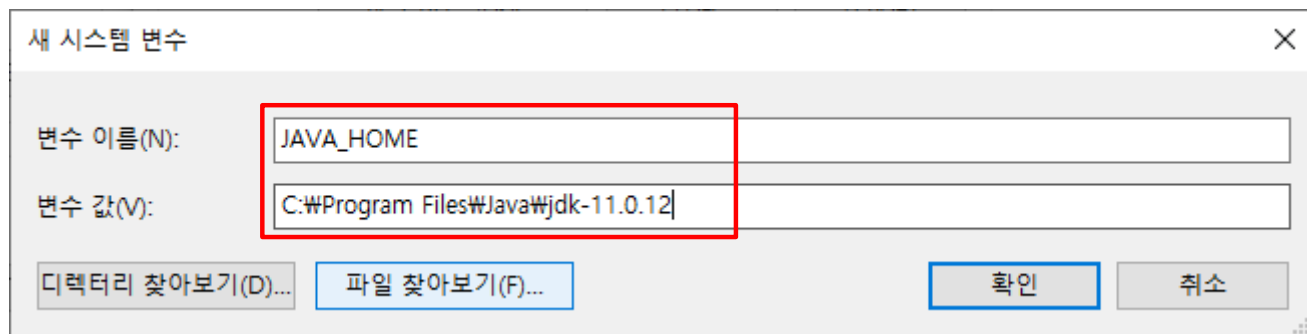 새 시스템 변수
변수 이름(N): JAVA_HOME
변수 값(V): C:₩Program Files₩Java₩jdk-11.0.12
디렉터리 찾아보기(D)... 파일 찾아보기(F)... 확인 취소